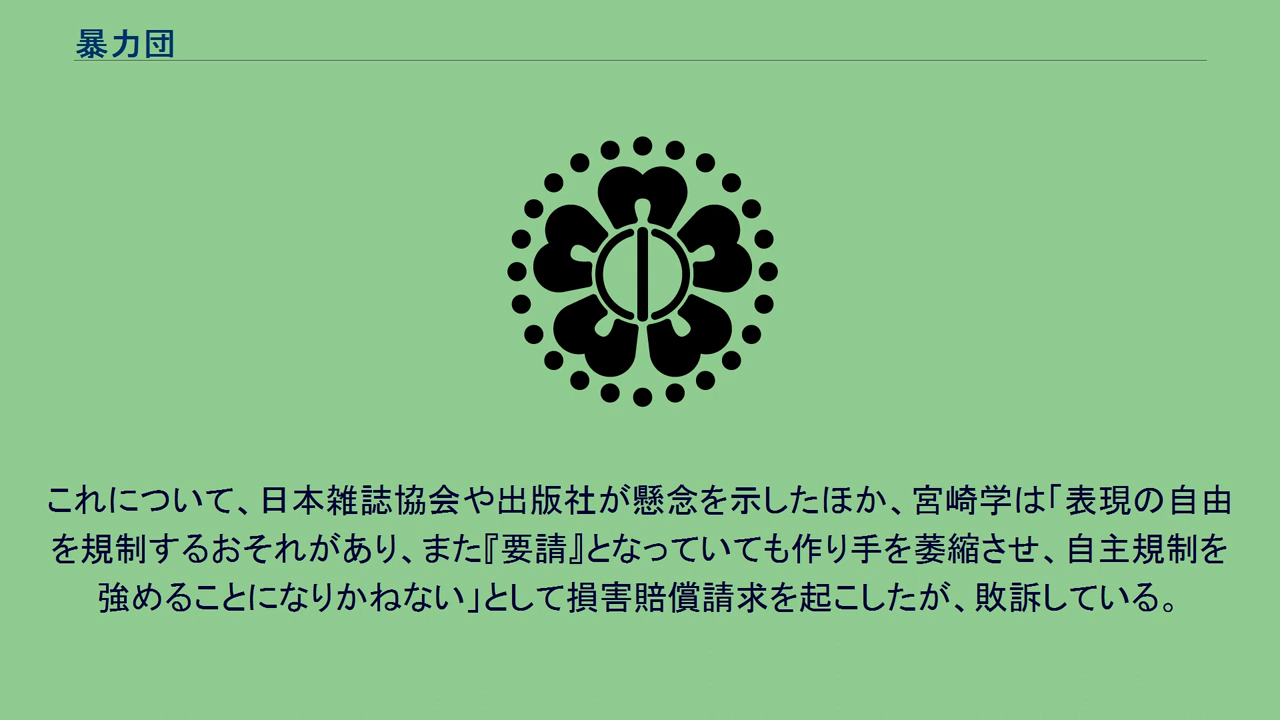 暴力団
これについて、日本雑誌協会や出版社が懸念を示したほか、宮崎学は「表現の自由
を規制するおそれがあり、また『要請』となっていても作り手を萎縮させ、自主規制を
強めることになりかねない」として損害賠償請求を起こしたが、敗訴している。